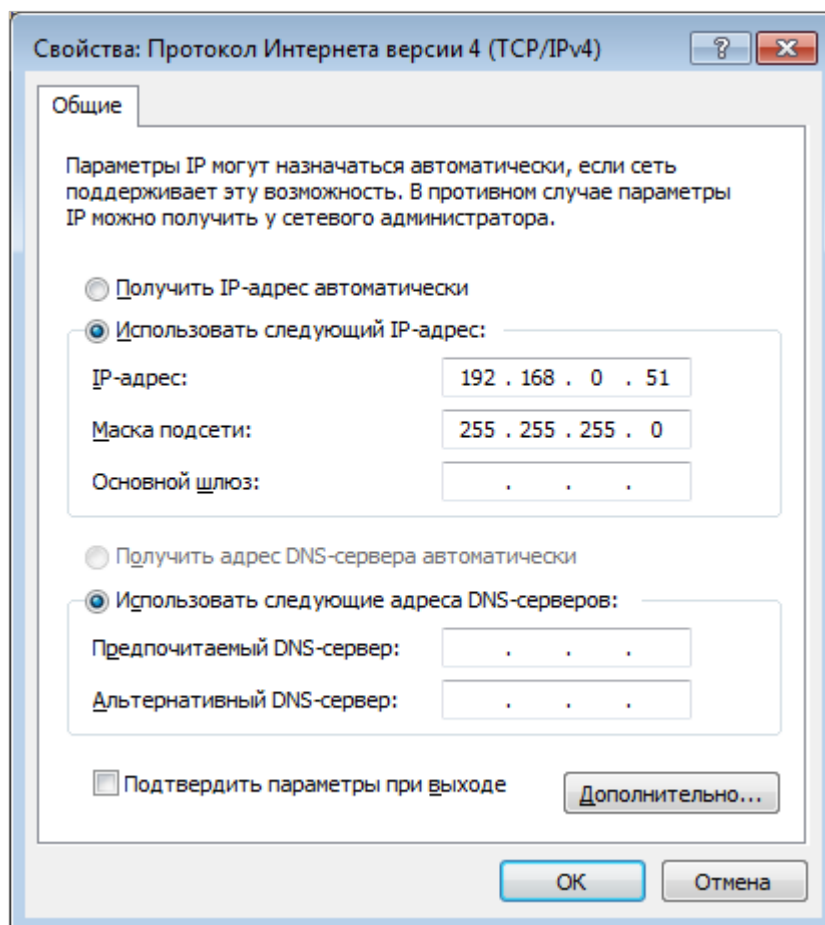 Свойства: Протокол Интернета версии 4 (TCP/IPv4)
Общие
Параметры IP могут назначаться автоматически, если сеть
поддерживает эту возможность. В противном случае параметры
IP можно получить у сетевого администратора.
Получить IP-адрес автоматически
Использовать следующий IP-адрес:
IP-адрес: 192 . 168 . 0 . 51
Маска подсети: 255 . 255 . 255 . 0
Основной шлюз: . . .
Получить адрес DNS-сервера автоматически
Использовать следующие адреса DNS-серверов:
Предпочитаемый DNS-сервер: . . .
Альтернативный DNS-сервер: . . .
Подтвердить параметры при выходе
Дополнительно...
ОК Отмена